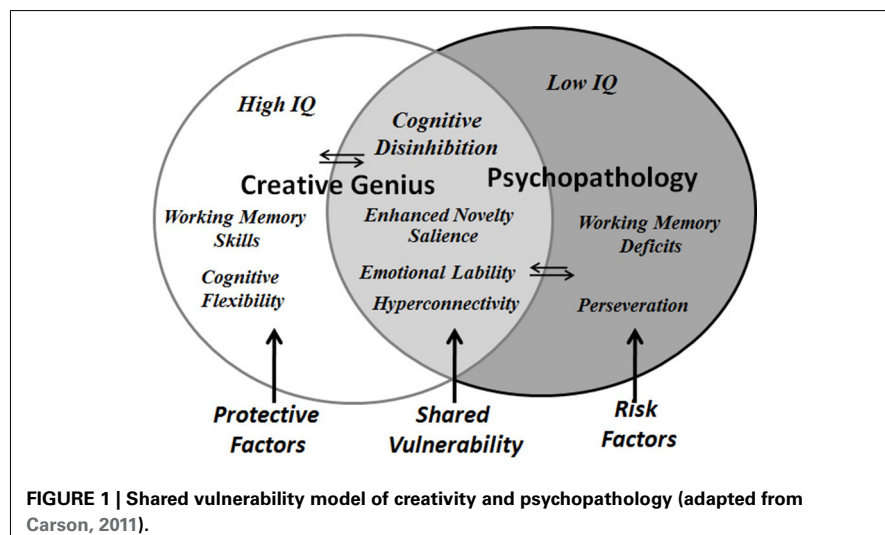 High IQ
Low IQ
Cognitive
Disinhibition
Creative Genius
Psychopathology
Working Memory
Skills
Enhanced Novelty
Salience
Working Memory
Deficits
Cognitive
Flexibility
Emotional Lability
Hyperconnectivity
Perseveration
Protective
Factors
Shared
Vulnerability
Risk
Factors
FIGURE 1 | Shared vulnerability model of creativity and psychopathology (adapted from
Carson, 2011).